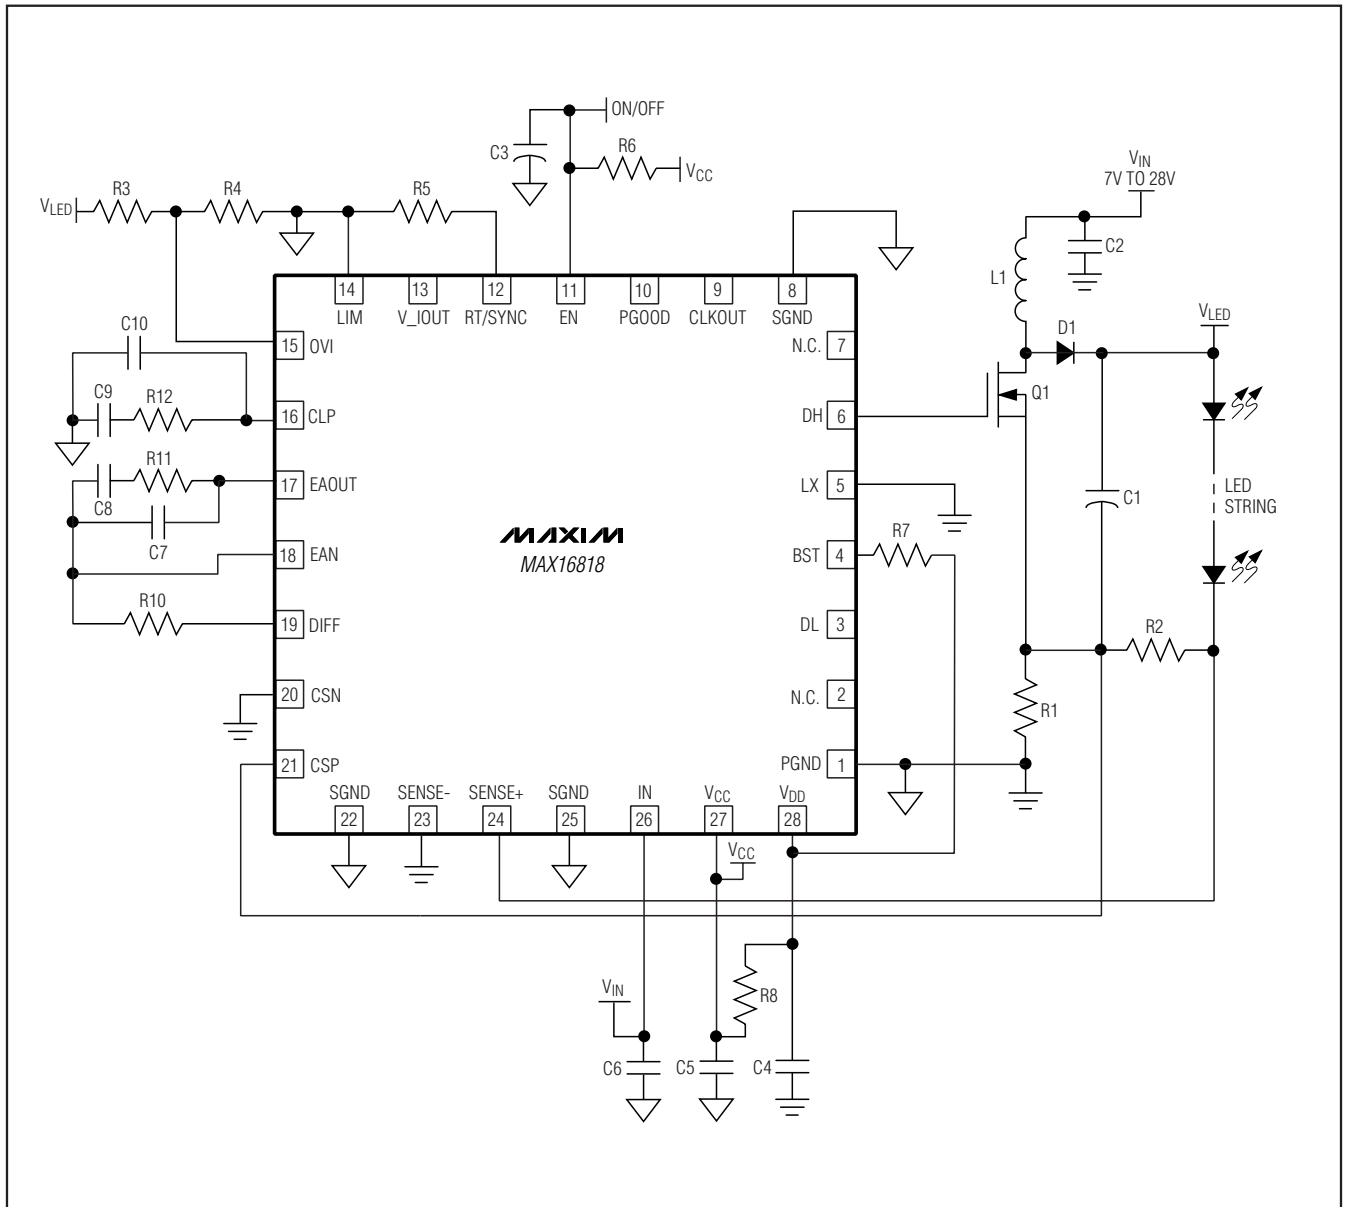 ON/OFF
C3
R6
VCC
VIN
7V TO 28V
VLED
R3
R4
R5
C2
L1
14
13
12
11
10
9
8
LIM
V_IOUT
RT/SYNC
EN
PGOOD
CLKOUT
SGND
VLED
C10
15
OVI
N.C.
7
D1
C9
R12
16
CLP
DH
6
Q1
R11
17
EAOUT
LX
5
C8
C1
LED
STRING
C7
MAXIM
MAX16818
R7
18
EAN
BST
4
R10
19
DIFF
DL
3
R2
20
CSN
N.C.
2
R1
21
CSP
PGND
1
SGND
SENSE-
SENSE+
SGND
IN
VCC
VDD
22
23
24
25
26
27
28
VCC
VIN
R8
C6
C5
C4